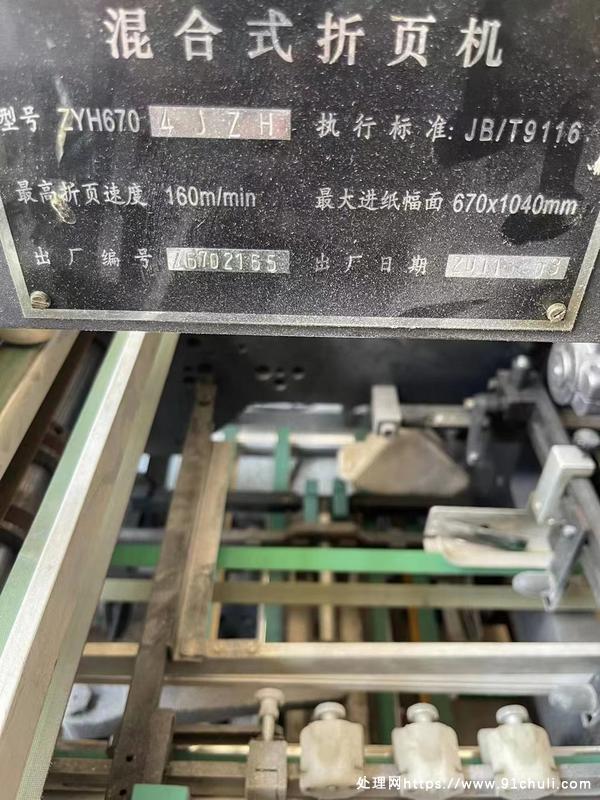 混合式折页机
型号 ZYH670 4JZH 执行标准: JB/T9116
最高折页速度 160m/min 最大进纸幅面 670x1040mm
出厂编号 Z6702165 出厂日期 2011
处理网https://www.91chuli.com/